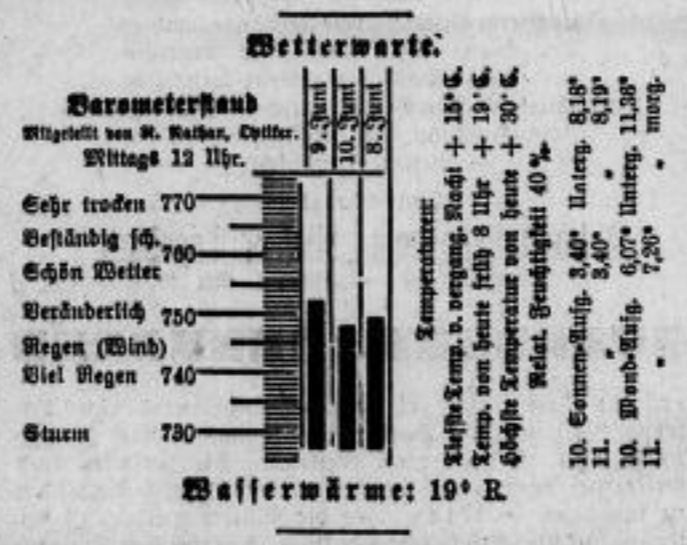 Wetterwarte.
Barometerstand
Mitgeteilt von R. Nathan, Optiker.
Mittags 12 Uhr.
9. Juni
10. Juni
8. Juni
Sehr trocken 770
Beständig sch.
760
Schön Wetter
Veränderlich 750
Regen (Wind)
Viel Regen 740
Sturm 730
Temperaturen:
Tiefste Temp. v. vergang. Nacht + 15° C.
Temp. von heute früh 8 Uhr + 19° C.
Höchste Temperatur von heute + 30° C.
Relat. Feuchtigkeit 40 %.
10. Sonnen-Aufg. 3,40° Unterg. 8,18°
11. " 3,40° " 8,19°
10. Mond-Aufg. 6,07° Unterg. 11,38°
11. " 7,26° " morg.
Wasserwärme: 19° R.